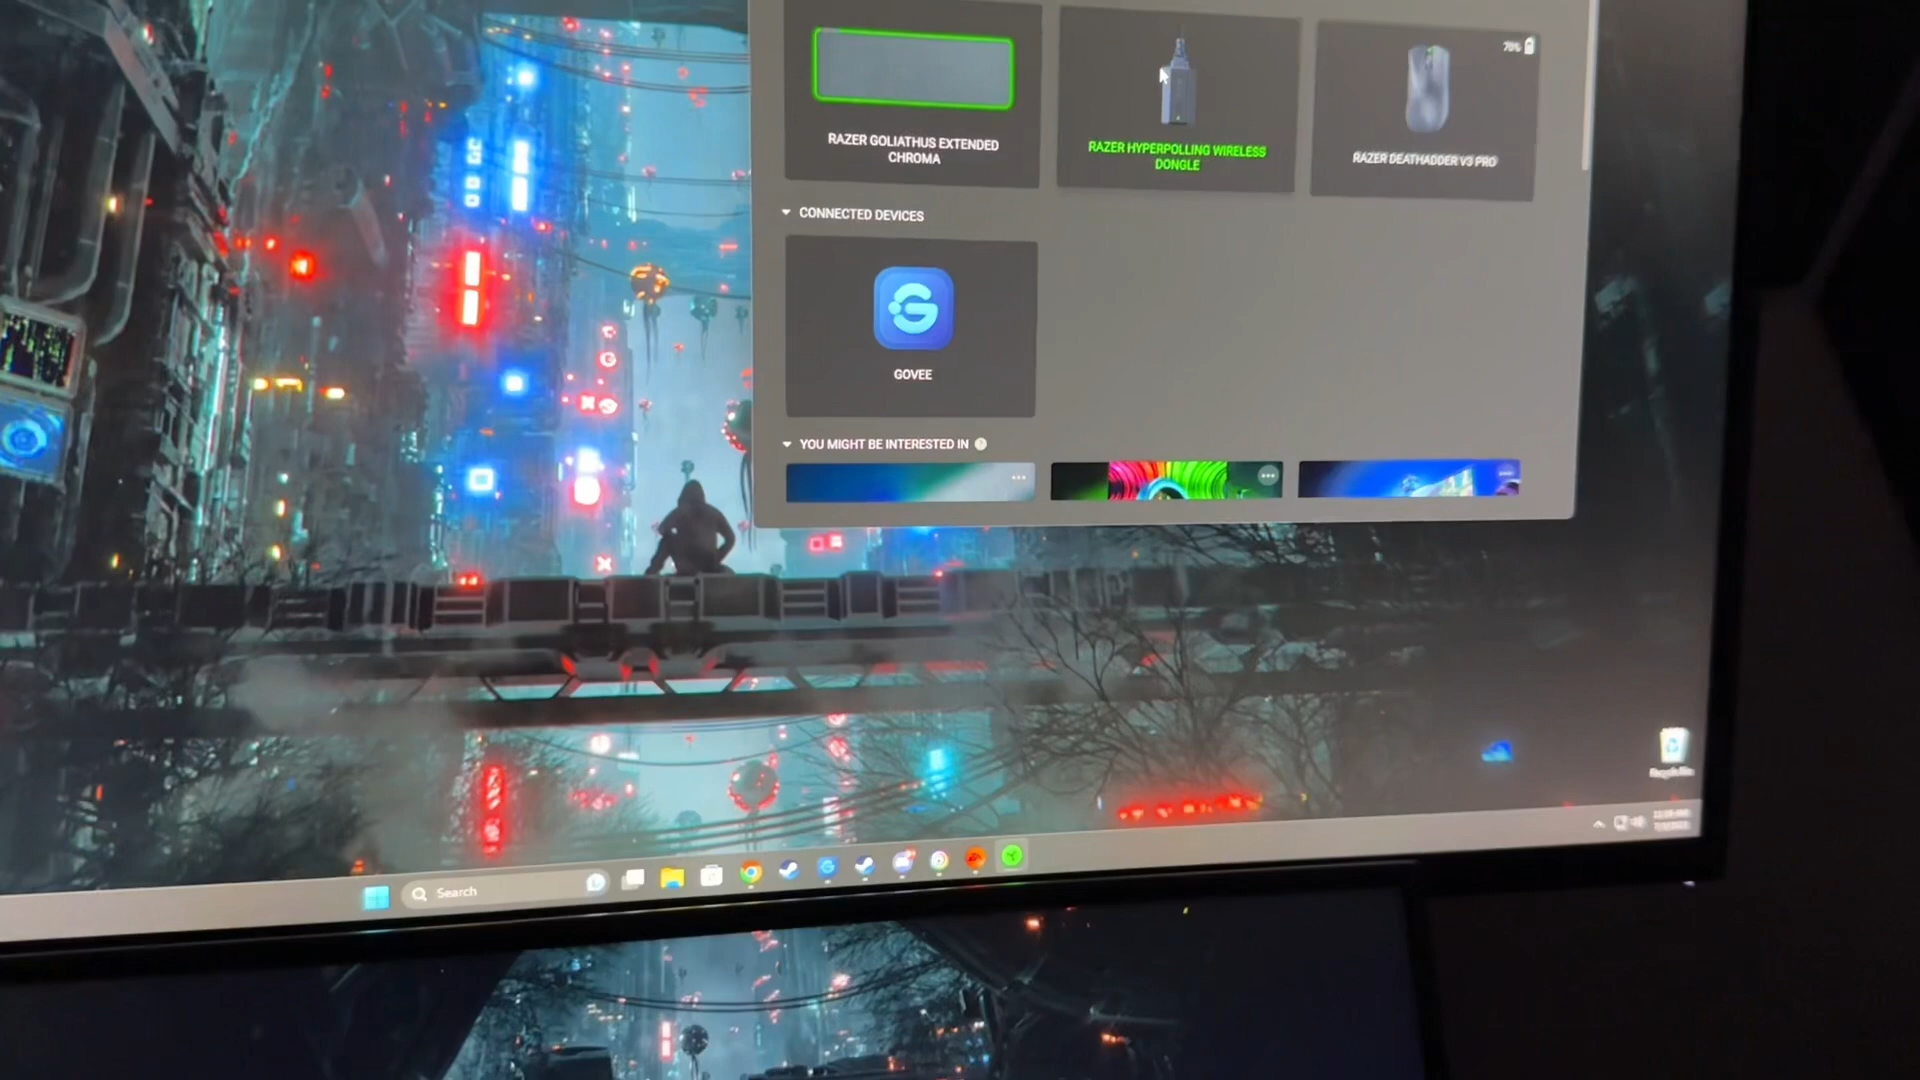 RAZER GOLIATHUS EXTENDED
CHROMA
RAZER HYPERPOLLING WIRELESS
DONGLE
RAZER DEATHADDER V3 PRO
CONNECTED DEVICES
GOVEE
YOU MIGHT BE INTERESTED IN
Search